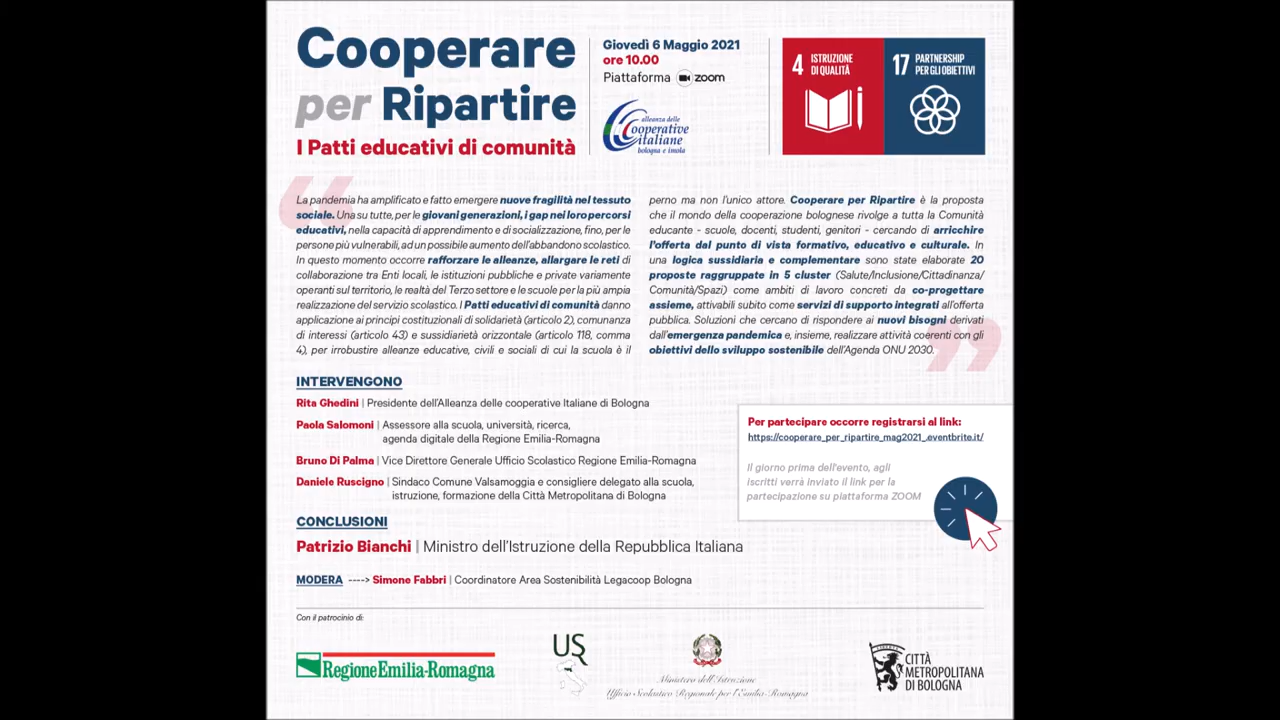 Cooperare
per Ripartire
I Patti educativi di comunità
Giovedì 6 Maggio 2021
ore 10.00
Piattaforma zoom
alleanza delle
Cooperative
italiane
bologna e imola
4 ISTRUZIONE
DI QUALITÀ
17 PARTNERSHIP
PER GLI OBIETTIVI
La pandemia ha amplificato e fatto emergere nuove fragilità nel tessuto
sociale. Una su tutte, per le giovani generazioni, i gap nei loro percorsi
educativi, nella capacità di apprendimento e di socializzazione, fino, per le
persone più vulnerabili, ad un possibile aumento dell'abbandono scolastico.
In questo momento occorre rafforzare le alleanze, allargare le reti di
collaborazione tra Enti locali, le istituzioni pubbliche e private variamente
operanti sul territorio, le realtà del Terzo settore e le scuole per la più ampia
realizzazione del servizio scolastico. I Patti educativi di comunità danno
applicazione ai principi costituzionali di solidarietà (articolo 2), comunanza
di interessi (articolo 43) e sussidiarietà orizzontale (articolo 118, comma
4), per irrobustire alleanze educative, civili e sociali di cui la scuola è il
perno ma non l'unico attore. Cooperare per Ripartire è la proposta
che il mondo della cooperazione bolognese rivolge a tutta la Comunità
educante - scuole, docenti, studenti, genitori - cercando di arricchire
l'offerta dal punto di vista formativo, educativo e culturale. In
una logica sussidiaria e complementare sono state elaborate 20
proposte raggruppate in 5 cluster (Salute/Inclusione/Cittadinanza/
Comunità/Spazi) come ambiti di lavoro concreti da co-progettare
assieme, attivabili subito come servizi di supporto integrati all'offerta
pubblica. Soluzioni che cercano di rispondere ai nuovi bisogni derivati
dall'emergenza pandemica e, insieme, realizzare attività coerenti con gli
obiettivi dello sviluppo sostenibile dell'Agenda ONU 2030.
INTERVENGONO
Rita Ghedini | Presidente dell'Alleanza delle cooperative Italiane di Bologna
Paola Salomoni | Assessore alla scuola, università, ricerca,
agenda digitale della Regione Emilia-Romagna
Bruno Di Palma | Vice Direttore Generale Ufficio Scolastico Regione Emilia-Romagna
Daniele Ruscigno | Sindaco Comune Valsamoggia e consigliere delegato alla scuola,
istruzione, formazione della Città Metropolitana di Bologna
Per partecipare occorre registrarsi al link:
https://cooperare_per_ripartire_mag2021_.eventbrite.it/
Il giorno prima dell'evento, agli
iscritti verrà inviato il link per la
partecipazione su piattaforma ZOOM
CONCLUSIONI
Patrizio Bianchi | Ministro dell'Istruzione della Repubblica Italiana
MODERA ----> Simone Fabbri | Coordinatore Area Sostenibilità Legacoop Bologna
Con il patrocinio di:
RegioneEmilia-Romagna
USR
Ministero dell'Istruzione
Ufficio Scolastico Regionale per l'Emilia-Romagna
CITTÀ
METROPOLITANA
DI BOLOGNA